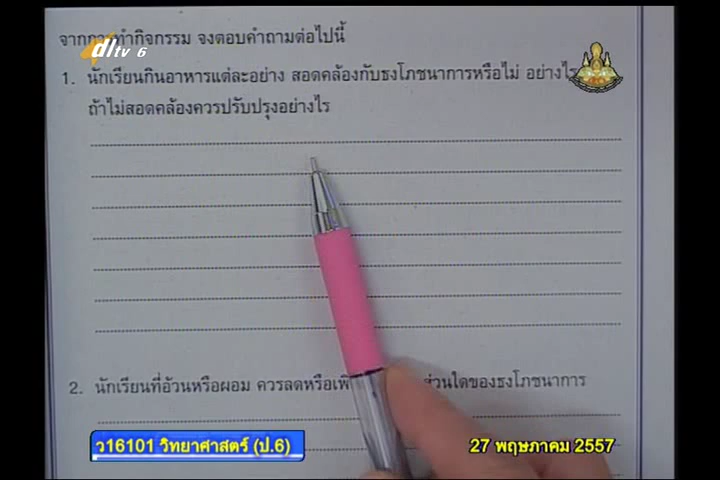 จากการทำกิจกรรม จงตอบคำถามต่อไปนี้
dltv 6
1. นักเรียนกินอาหารแต่ละอย่าง สอดคล้องกับธงโภชนาการหรือไม่ อย่างไร
ถ้าไม่สอดคล้องควรปรับปรุงอย่างไร
2. นักเรียนที่อ้วนหรือผอม ควรลดหรือเพิ่ ส่วนใดของธงโภชนาการ
ว16101 วิทยาศาสตร์ (ป.6)
27 พฤษภาคม 2557